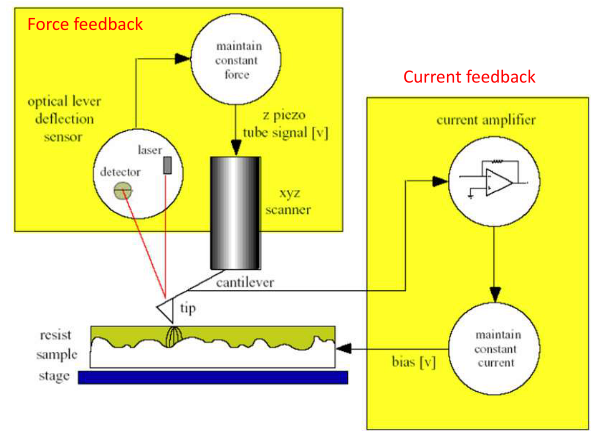 Force feedback
maintain
constant
force
optical lever
deflection
sensor
z piezo
tube signal [v]
laser
detector
xyz
scanner
cantilever
tip
resist
sample
stage
Current feedback
current amplifier
maintain
constant
current
bias [v]